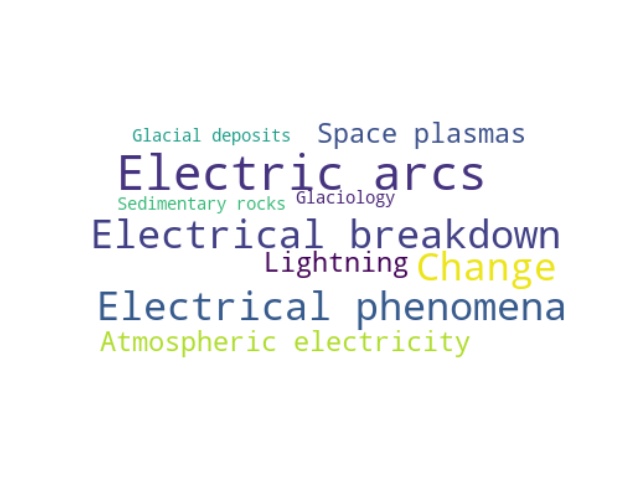 Glacial deposits
Space plasmas
Electric arcs
Glaciology
Sedimentary rocks
Electrical breakdown
Lightning
Change
Electrical phenomena
Atmospheric electricity